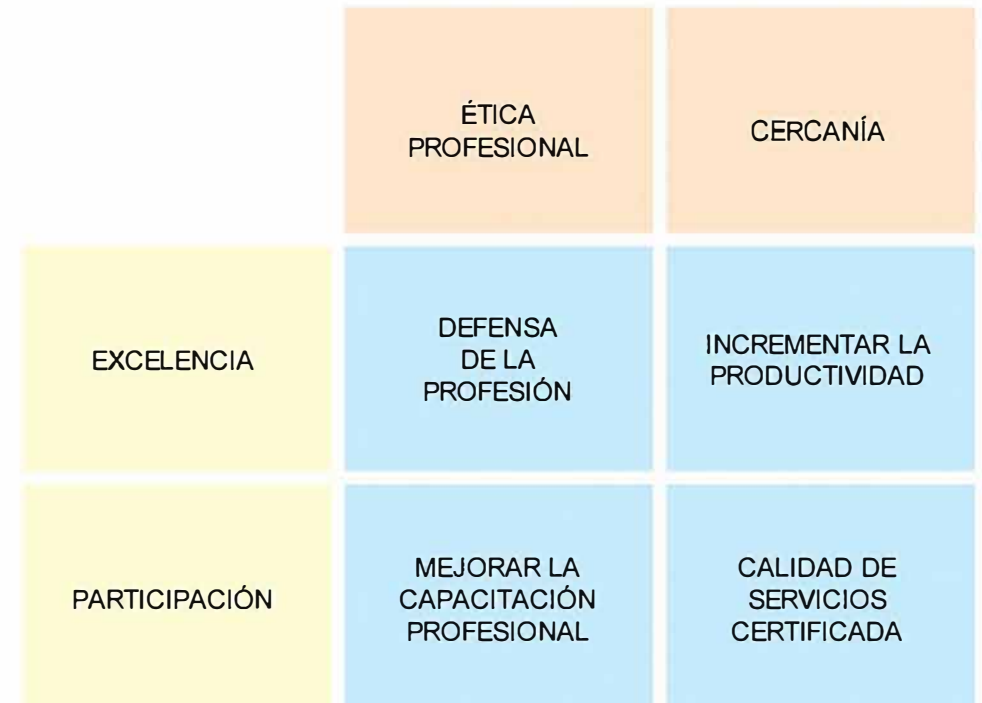 ÉTICA
PROFESIONAL
CERCANÍA
EXCELENCIA
DEFENSA
DE LA
PROFESIÓN
INCREMENTAR LA
PRODUCTIVIDAD
PARTICIPACIÓN
MEJORAR LA
CAPACITACIÓN
PROFESIONAL
CALIDAD DE
SERVICIOS
CERTIFICADA